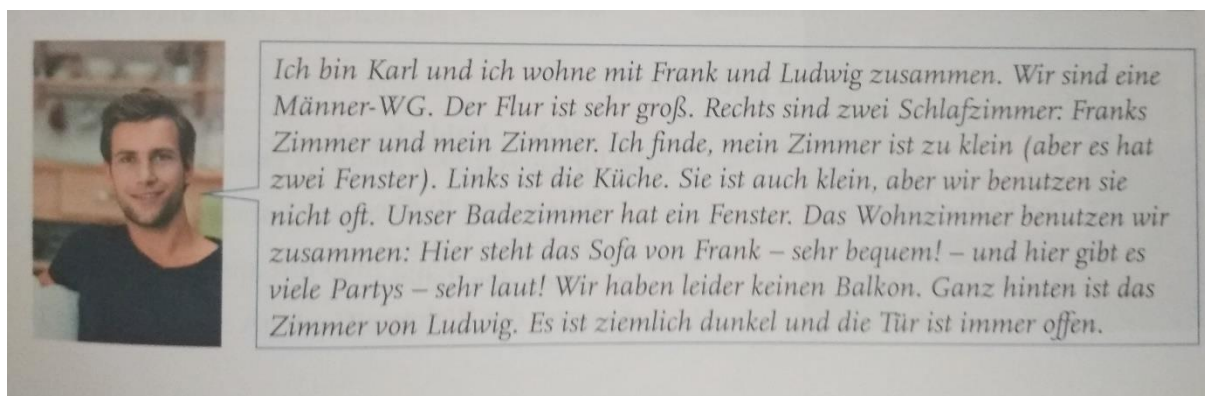 Ich bin Karl und ich wohne mit Frank und Ludwig zusammen. Wir sind eine
Männer-WG. Der Flur ist sehr groß. Rechts sind zwei Schlafzimmer: Franks
Zimmer und mein Zimmer. Ich finde, mein Zimmer ist zu klein (aber es hat
zwei Fenster). Links ist die Küche. Sie ist auch klein, aber wir benutzen sie
nicht oft. Unser Badezimmer hat ein Fenster. Das Wohnzimmer benutzen wir
zusammen: Hier steht das Sofa von Frank – sehr bequem! – und hier gibt es
viele Partys – sehr laut! Wir haben leider keinen Balkon. Ganz hinten ist das
Zimmer von Ludwig. Es ist ziemlich dunkel und die Tür ist immer offen.